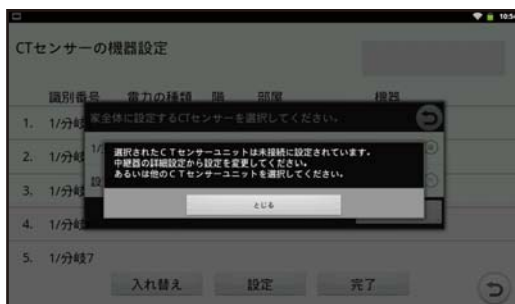 10:54
CTセンサーの機器設定
識別番号 電力の種類 階 部屋 機器
家全体に設定するCTセンサーを選択してください。
1. 1/分岐
選択されたCTセンサーユニットは未接続に設定されています。
中継器の詳細設定から設定を変更してください。
あるいは他のCTセンサーユニットを選択してください。
2. 1/分岐
1/
設
とじる
3. 1/分岐
4. 1/分岐
5. 1/分岐7
入れ替え 設定 完了